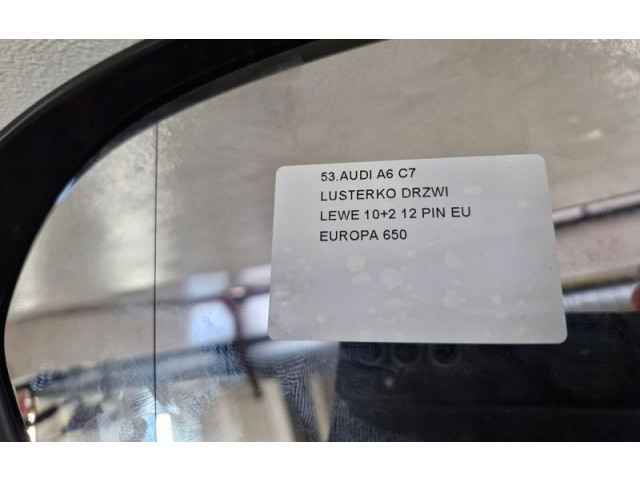 53.AUDI A6 C7
LUSTERKO DRZWI
LEWE 10+2 12 PIN EU
EUROPA 650